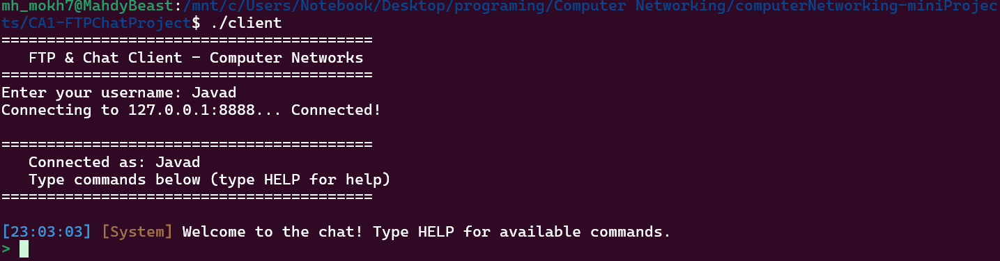 mh_mokh7@MahdyBeast:/mnt/c/Users/Notebook/Desktop/programing/Computer Networking/computerNetworking-miniProjec
ts/CA1-FTPChatProject$ ./client
=========================================
   FTP & Chat Client - Computer Networks
=========================================
Enter your username: Javad
Connecting to 127.0.0.1:8888... Connected!

=========================================
   Connected as: Javad
   Type commands below (type HELP for help)
=========================================

[23:03:03] [System] Welcome to the chat! Type HELP for available commands.
>